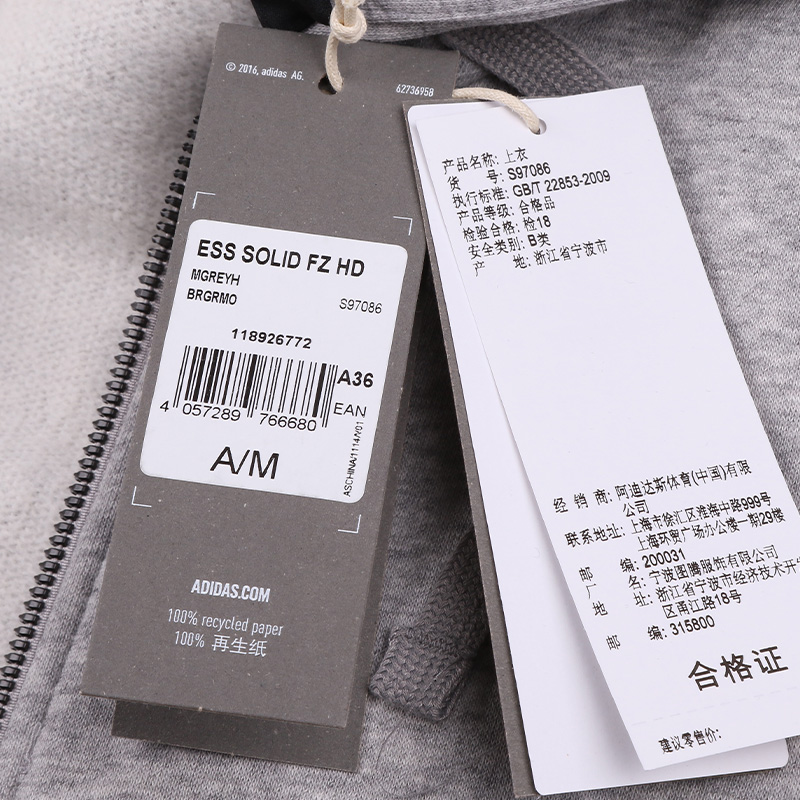 © 2016, adidas AG.
62736958
ESS SOLID FZ HD
MGREYH
BRGRMO
S97086
118926772
A36
4 057289 766680
EAN
A/M
ASCHINA/1114/Y01
ADIDAS.COM
100% recycled paper
100% 再生纸
产品名称: 上衣
货 号: S97086
执行标准: GB/T 22853-2009
产品等级: 合格品
检验合格: 检18
安全类别: B类
产 地: 浙江省宁波市
经 销 商: 阿迪达斯体育(中国)有限
公司
联系地址: 上海市徐汇区淮海中路999号
上海环贸广场办公楼一期29楼
邮 编: 200031
厂 名: 宁波图腾服饰有限公司
地 址: 浙江省宁波市经济技术开
区甬江路18号
邮 编: 315800
合格证
建议零售价: